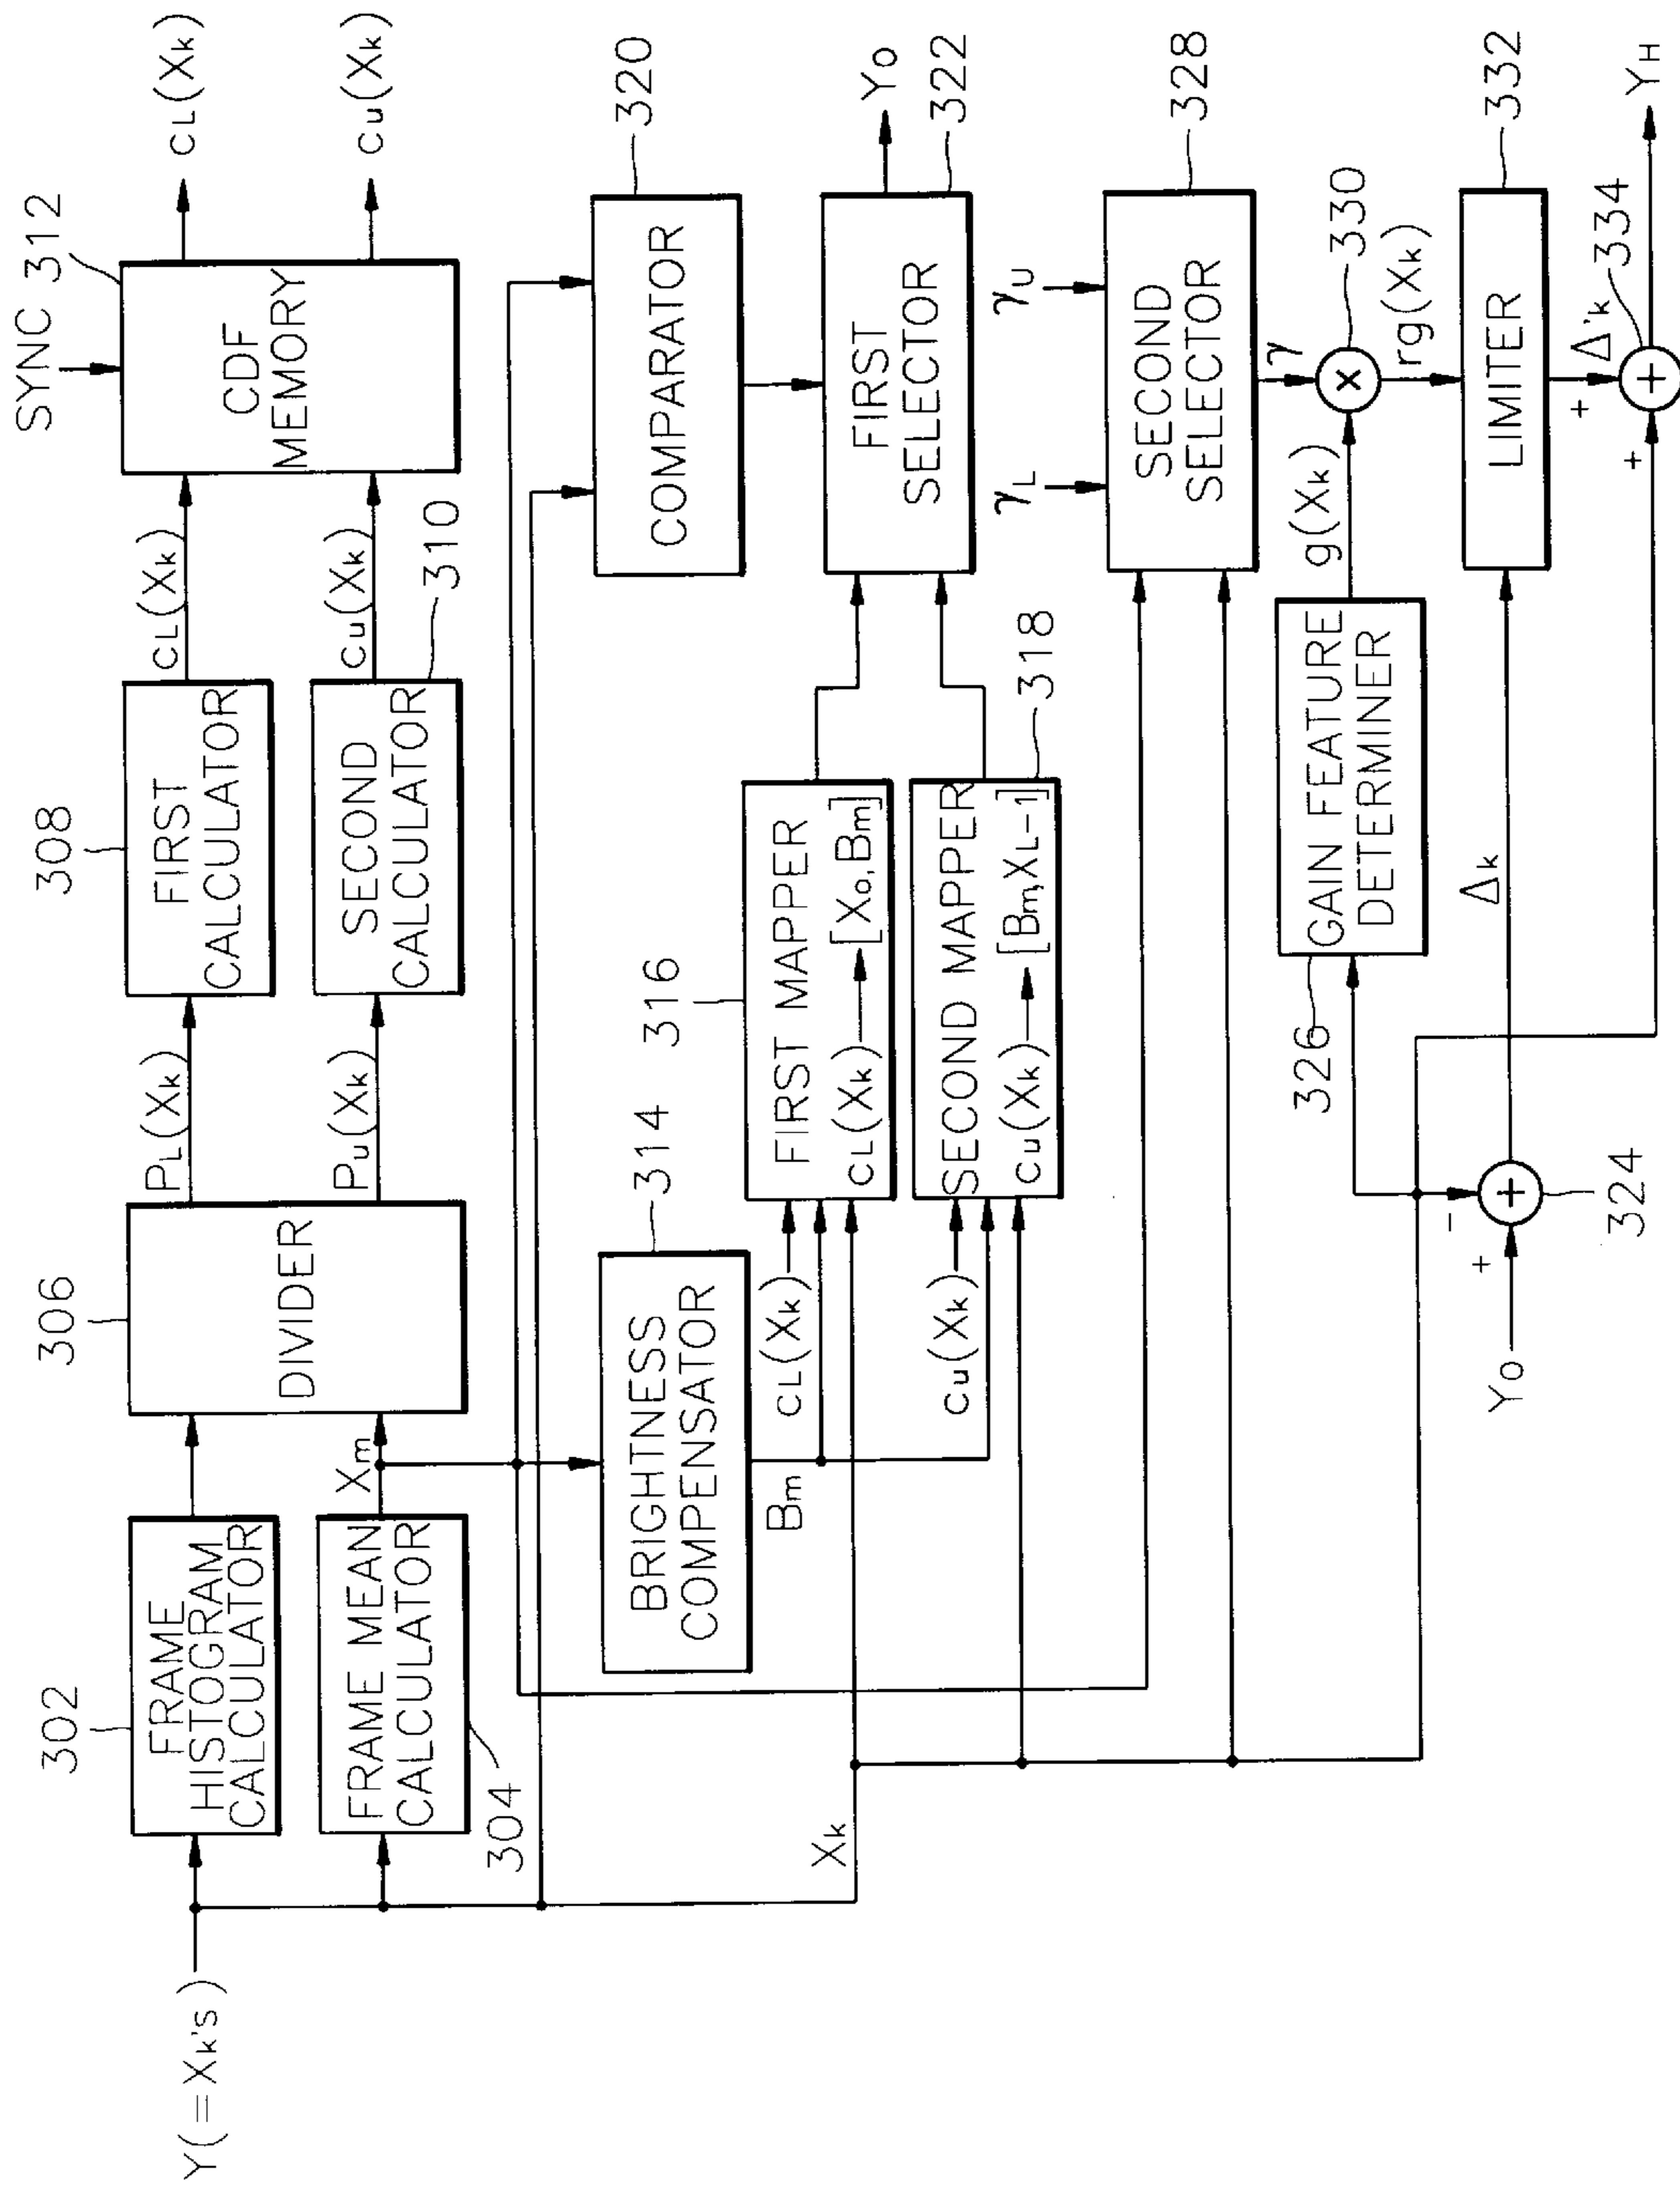 Y(=Xk's)
302
FRAME
HISTOGRAM
CALCULATOR
FRAME MEAN
CALCULATOR
304
Xm
306
DIVIDER
PL(Xk)
Pu(Xk)
308
FIRST
CALCULATOR
SECOND
CALCULATOR
310
cL(Xk)
cu(Xk)
SYNC
312
CDF
MEMORY
cL(Xk)
cu(Xk)
BRIGHTNESS
COMPENSATOR
314
Bm
cL(Xk)
cu(Xk)
Xk
316
FIRST MAPPER
cL(Xk)→[Xo,Bm]
SECOND MAPPER
cu(Xk)→[Bm,XL-1]
318
COMPARATOR
320
FIRST
SELECTOR
322
Yo
γL
γU
SECOND
SELECTOR
328
γ
GAIN FEATURE
DETERMINER
326
g(Xk)
×
330
rg(Xk)
LIMITER
332
Yo
+
-
+
324
Δk
Δ'k
+
+
+
334
YH